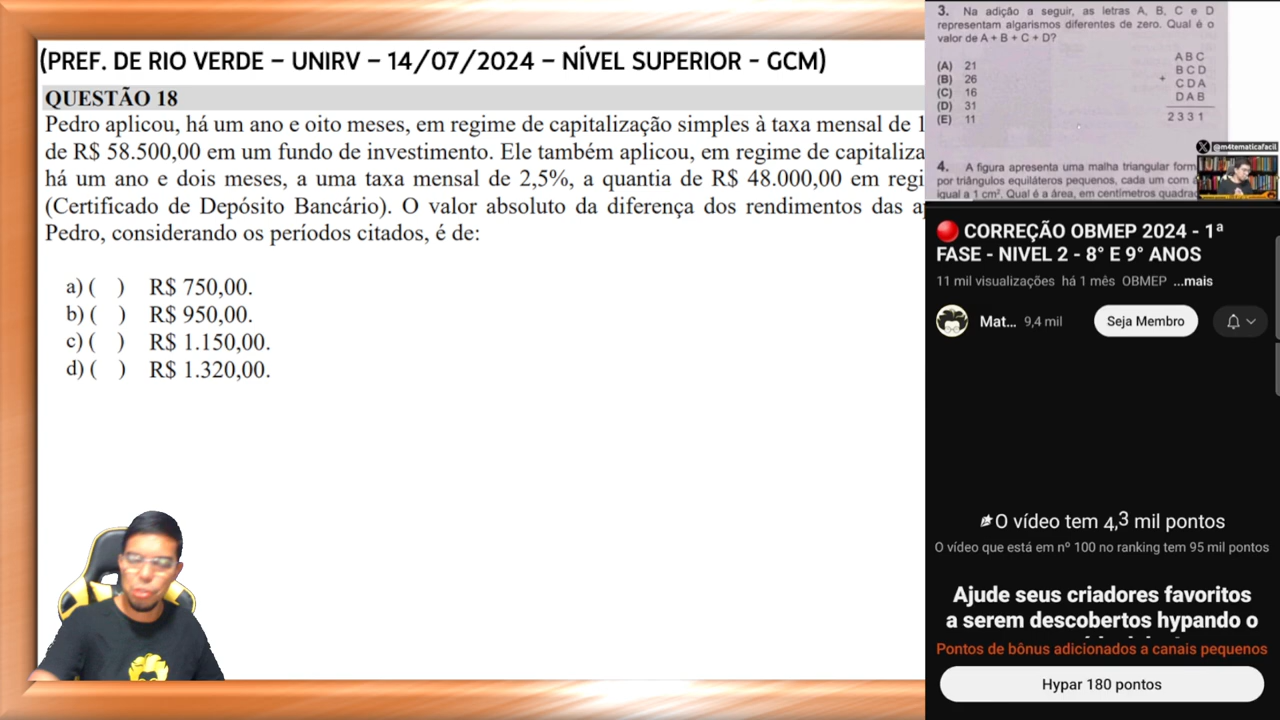 (PREF. DE RIO VERDE – UNIRV – 14/07/2024 – NÍVEL SUPERIOR - GCM)
QUESTÃO 18
Pedro aplicou, há um ano e oito meses, em regime de capitalização simples à taxa mensal de 1
de R$ 58.500,00 em um fundo de investimento. Ele também aplicou, em regime de capitaliza
há um ano e dois meses, a uma taxa mensal de 2,5%, a quantia de R$ 48.000,00 em regi
(Certificado de Depósito Bancário). O valor absoluto da diferença dos rendimentos das a
Pedro, considerando os períodos citados, é de:
a) ( ) R$ 750,00.
b) ( ) R$ 950,00.
c) ( ) R$ 1.150,00.
d) ( ) R$ 1.320,00.
3. Na adição a seguir, as letras A, B, C e D
representam algarismos diferentes de zero. Qual é o
valor de A + B + C + D?
(A) 21
(B) 26
(C) 16
(D) 31
(E) 11
ABC
BCD
+ CDA
DAB
2331
@m4tematicafacil
4. A figura apresenta uma malha triangular form
por triângulos equiláteros pequenos, cada um com
igual a 1 cm². Qual é a área, em centímetros quadra
🔴 CORREÇÃO OBMEP 2024 - 1ª
FASE - NIVEL 2 - 8° E 9° ANOS
11 mil visualizações há 1 mês OBMEP ...mais
Mat... 9,4 mil
Seja Membro
O vídeo tem 4,3 mil pontos
O vídeo que está em nº 100 no ranking tem 95 mil pontos
Ajude seus criadores favoritos
a serem descobertos hypando o
Pontos de bônus adicionados a canais pequenos
Hypar 180 pontos